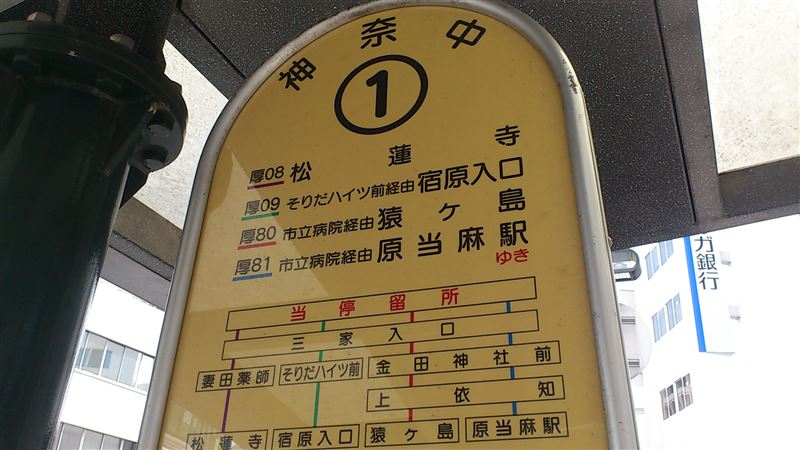 神奈中
1
厚08 松蓮寺
厚09 そりだハイツ前経由 宿原入口
厚80 市立病院経由 猿ヶ島
厚81 市立病院経由 原当麻駅
ゆき
当停留所
三家入口
妻田薬師 そりだハイツ前 金田神社前
上依知
松蓮寺 宿原入口 猿ヶ島 原当麻駅
ガ銀行